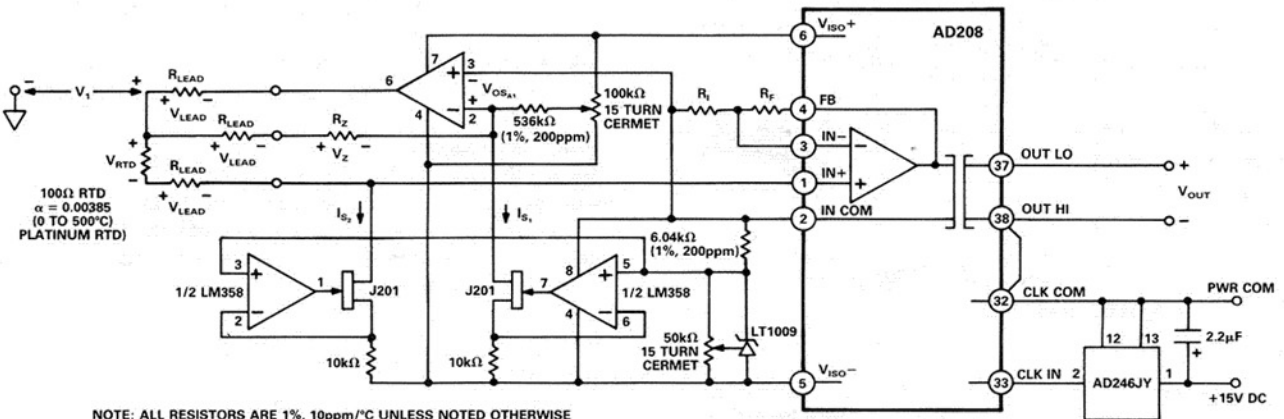 AD208
V_ISO+
6
7
3
6
4
2
+
−
V_OS_A1
+
−
100kΩ
15 TURN
CERMET
536kΩ
(1%, 200ppm)
R_I
R_F
4
FB
3
IN−
1
IN+
2
IN COM
−
+
37
OUT LO
+
V_OUT
−
38
OUT HI
−
V_1
+
R_LEAD
+
V_LEAD
−
R_LEAD
+
V_LEAD
−
R_Z
+
V_Z
−
+
V_RTD
−
R_LEAD
+
V_LEAD
−
100Ω RTD
α = 0.00385
(0 TO 500°C)
PLATINUM RTD)
I_S2
I_S1
6.04kΩ
(1%, 200ppm)
3
+
1/2 LM358
2
−
1
J201
J201
7
8
5
+
1/2 LM358
4
−
6
10kΩ
10kΩ
50kΩ
15 TURN
CERMET
LT1009
5
V_ISO−
32
CLK COM
PWR COM
12
13
2.2μF
+
33
CLK IN
2
AD246JY
1
+15V DC
NOTE: ALL RESISTORS ARE 1%, 10ppm/°C UNLESS NOTED OTHERWISE